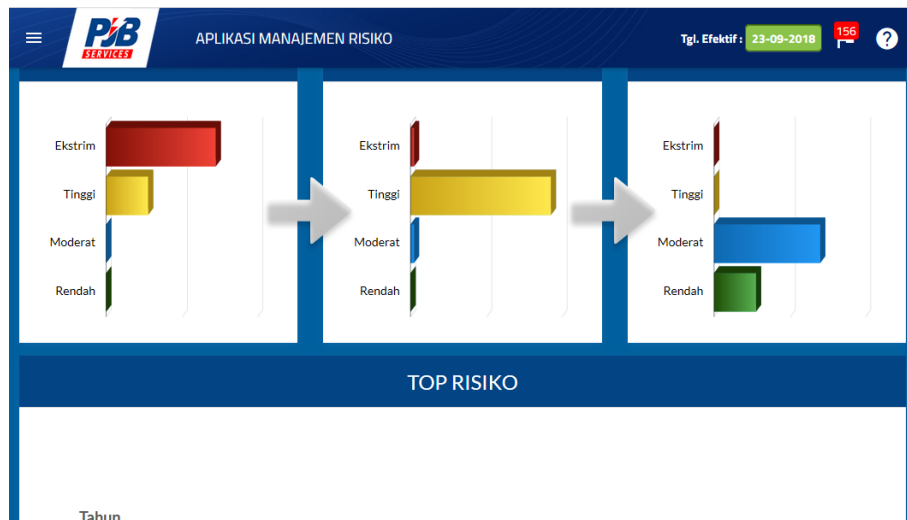 PJB
SERVICES
APLIKASI MANAJEMEN RISIKO
Tgl. Efektif : 23-09-2018
156
?
Ekstrim
Tinggi
Moderat
Rendah
Ekstrim
Tinggi
Moderat
Rendah
Ekstrim
Tinggi
Moderat
Rendah
TOP RISIKO
Tahun